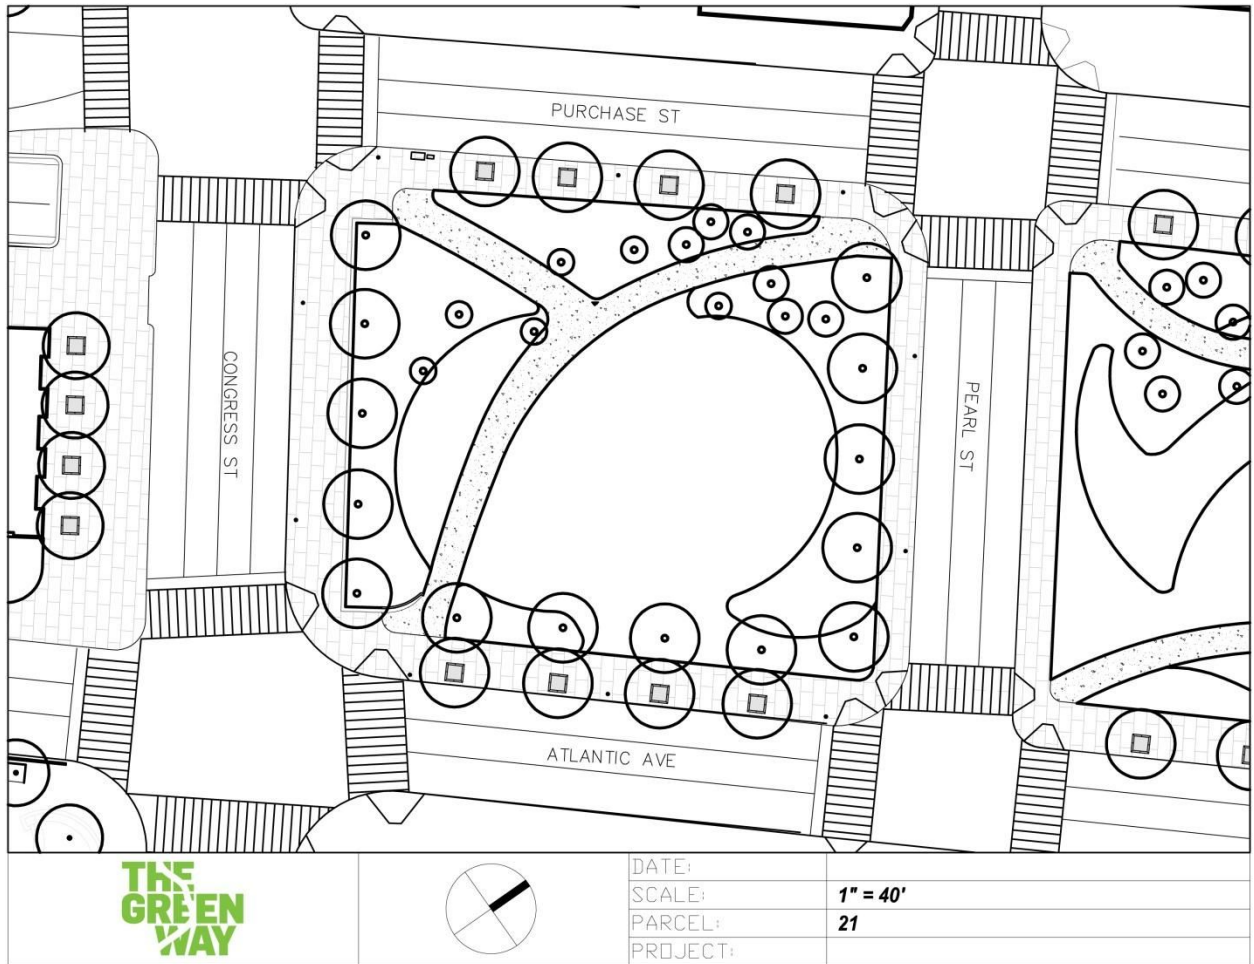 PURCHASE ST
CONGRESS ST
PEARL ST
ATLANTIC AVE
THE
GREEN
WAY
DATE:
SCALE: 1" = 40'
PARCEL: 21
PROJECT: